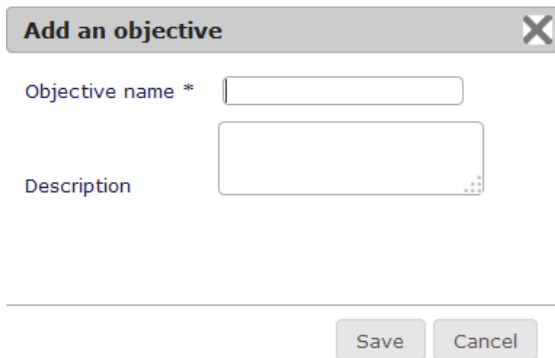 Add an objective
Objective name *
Description
Save Cancel